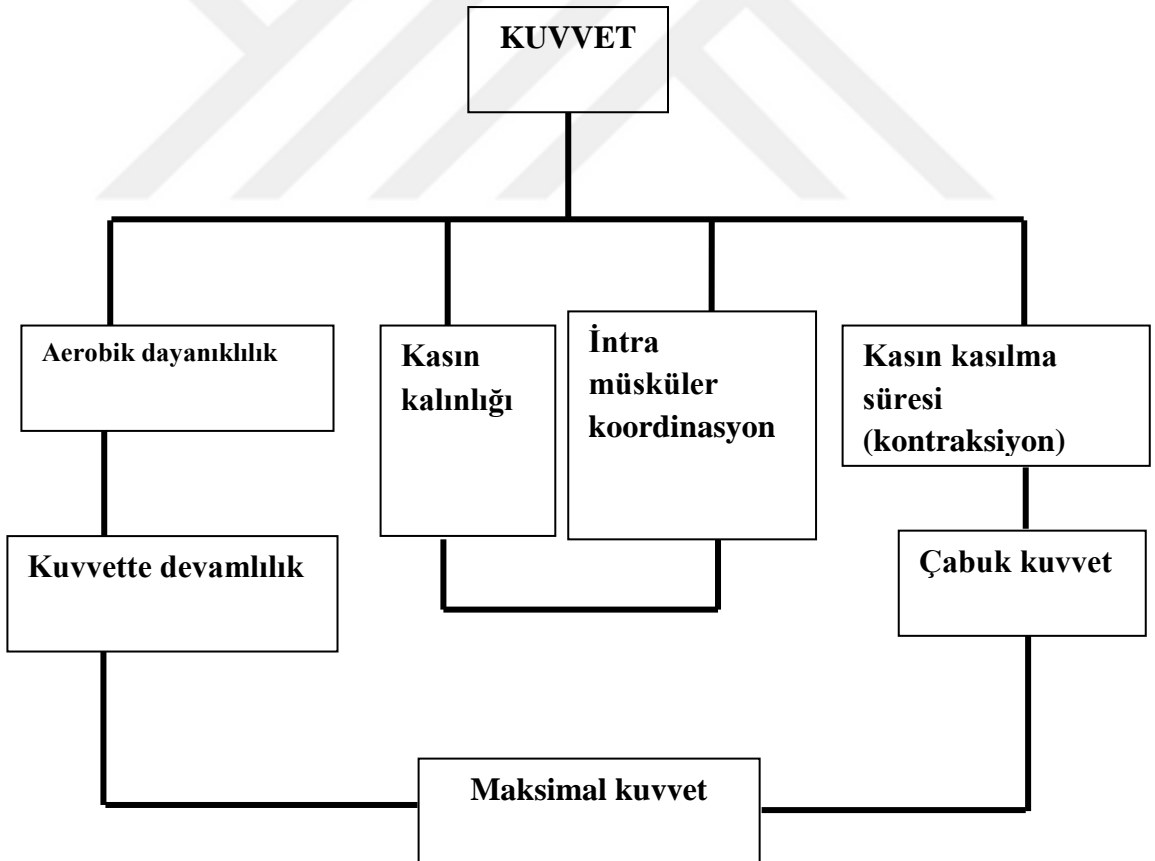 KUVVET
Aerobik dayanıklılık
Kasın
kalınlığı
İntra
müsküler
koordinasyon
Kasın kasılma
süresi
(kontraksiyon)
Kuvvette devamlılık
Çabuk kuvvet
Maksimal kuvvet